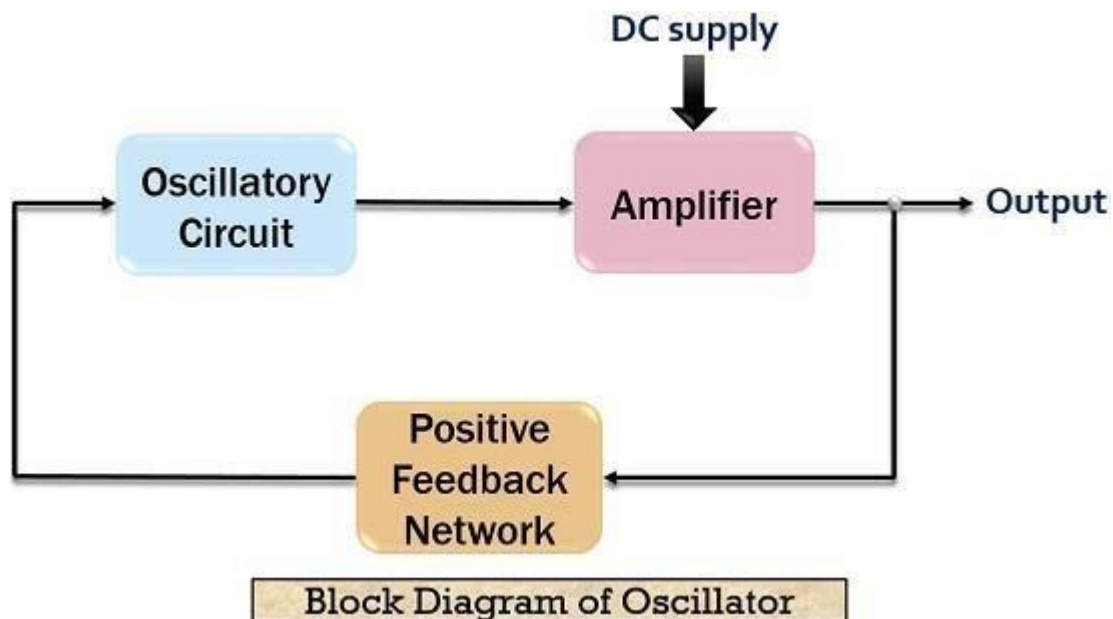 DC supply
Oscillatory
Circuit
Amplifier
Output
Positive
Feedback
Network
Block Diagram of Oscillator